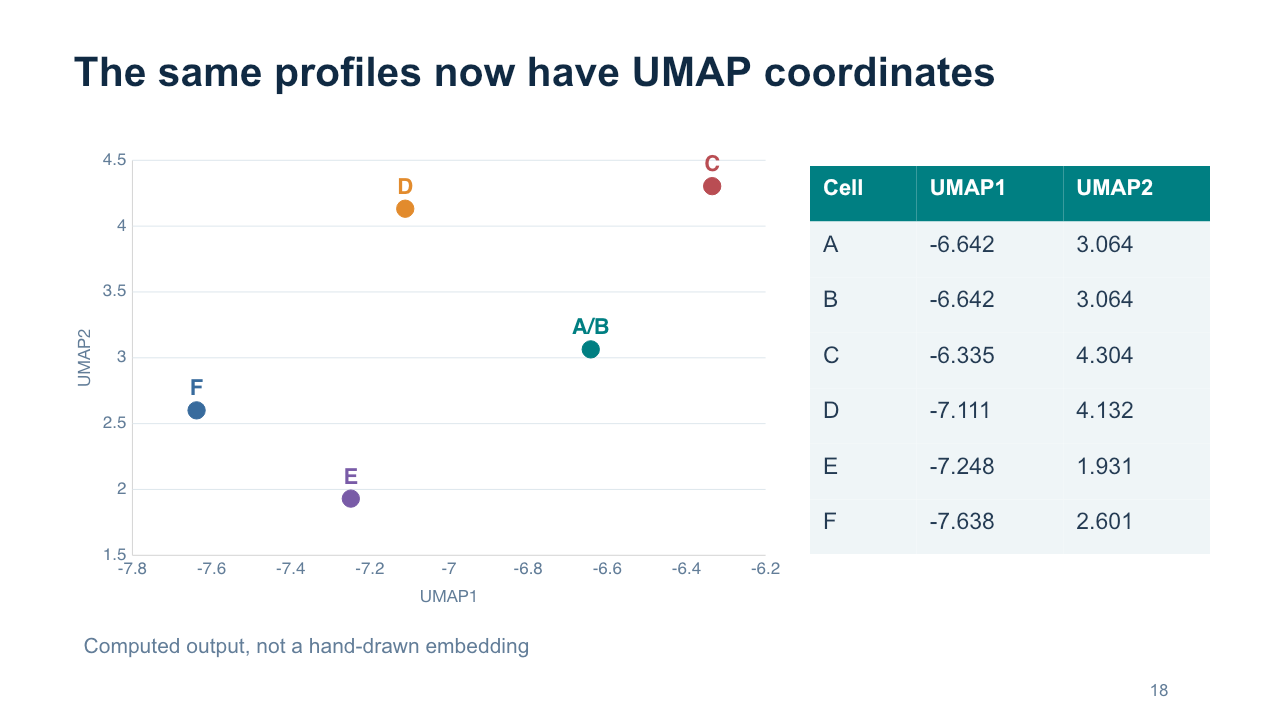 The same profiles now have UMAP coordinates
4.5
4
3.5
3
2.5
2
1.5
UMAP2
C
D
A/B
F
E
-7.8 -7.6 -7.4 -7.2 -7 -6.8 -6.6 -6.4 -6.2
UMAP1
Cell UMAP1 UMAP2
A -6.642 3.064
B -6.642 3.064
C -6.335 4.304
D -7.111 4.132
E -7.248 1.931
F -7.638 2.601
Computed output, not a hand-drawn embedding
18